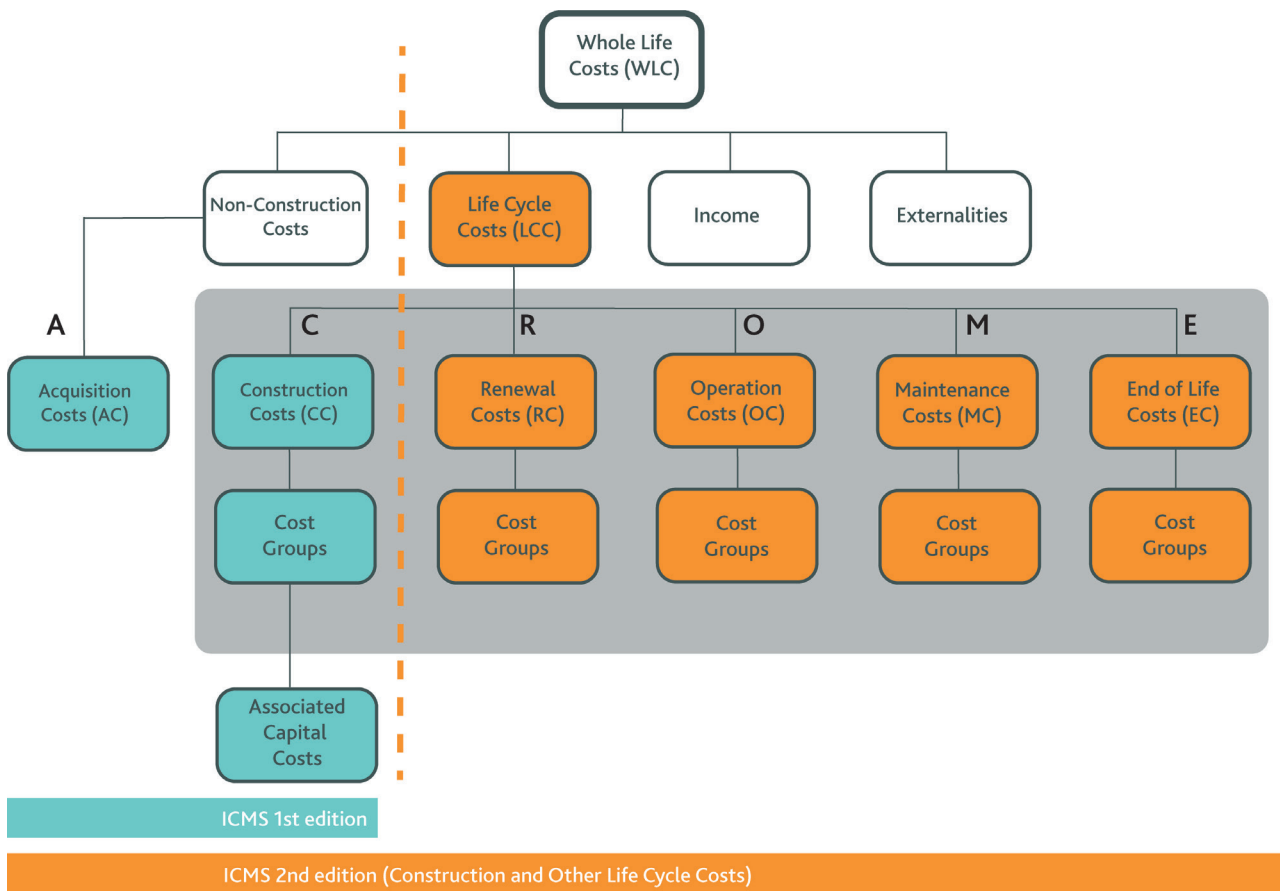 Whole Life
Costs (WLC)
Non-Construction
Costs
Life Cycle
Costs (LCC)
Income
Externalities
A
C
R
O
M
E
Acquisition
Costs (AC)
Construction
Costs (CC)
Renewal
Costs (RC)
Operation
Costs (OC)
Maintenance
Costs (MC)
End of Life
Costs (EC)
Cost
Groups
Cost
Groups
Cost
Groups
Cost
Groups
Cost
Groups
Associated
Capital
Costs
ICMS 1st edition
ICMS 2nd edition (Construction and Other Life Cycle Costs)